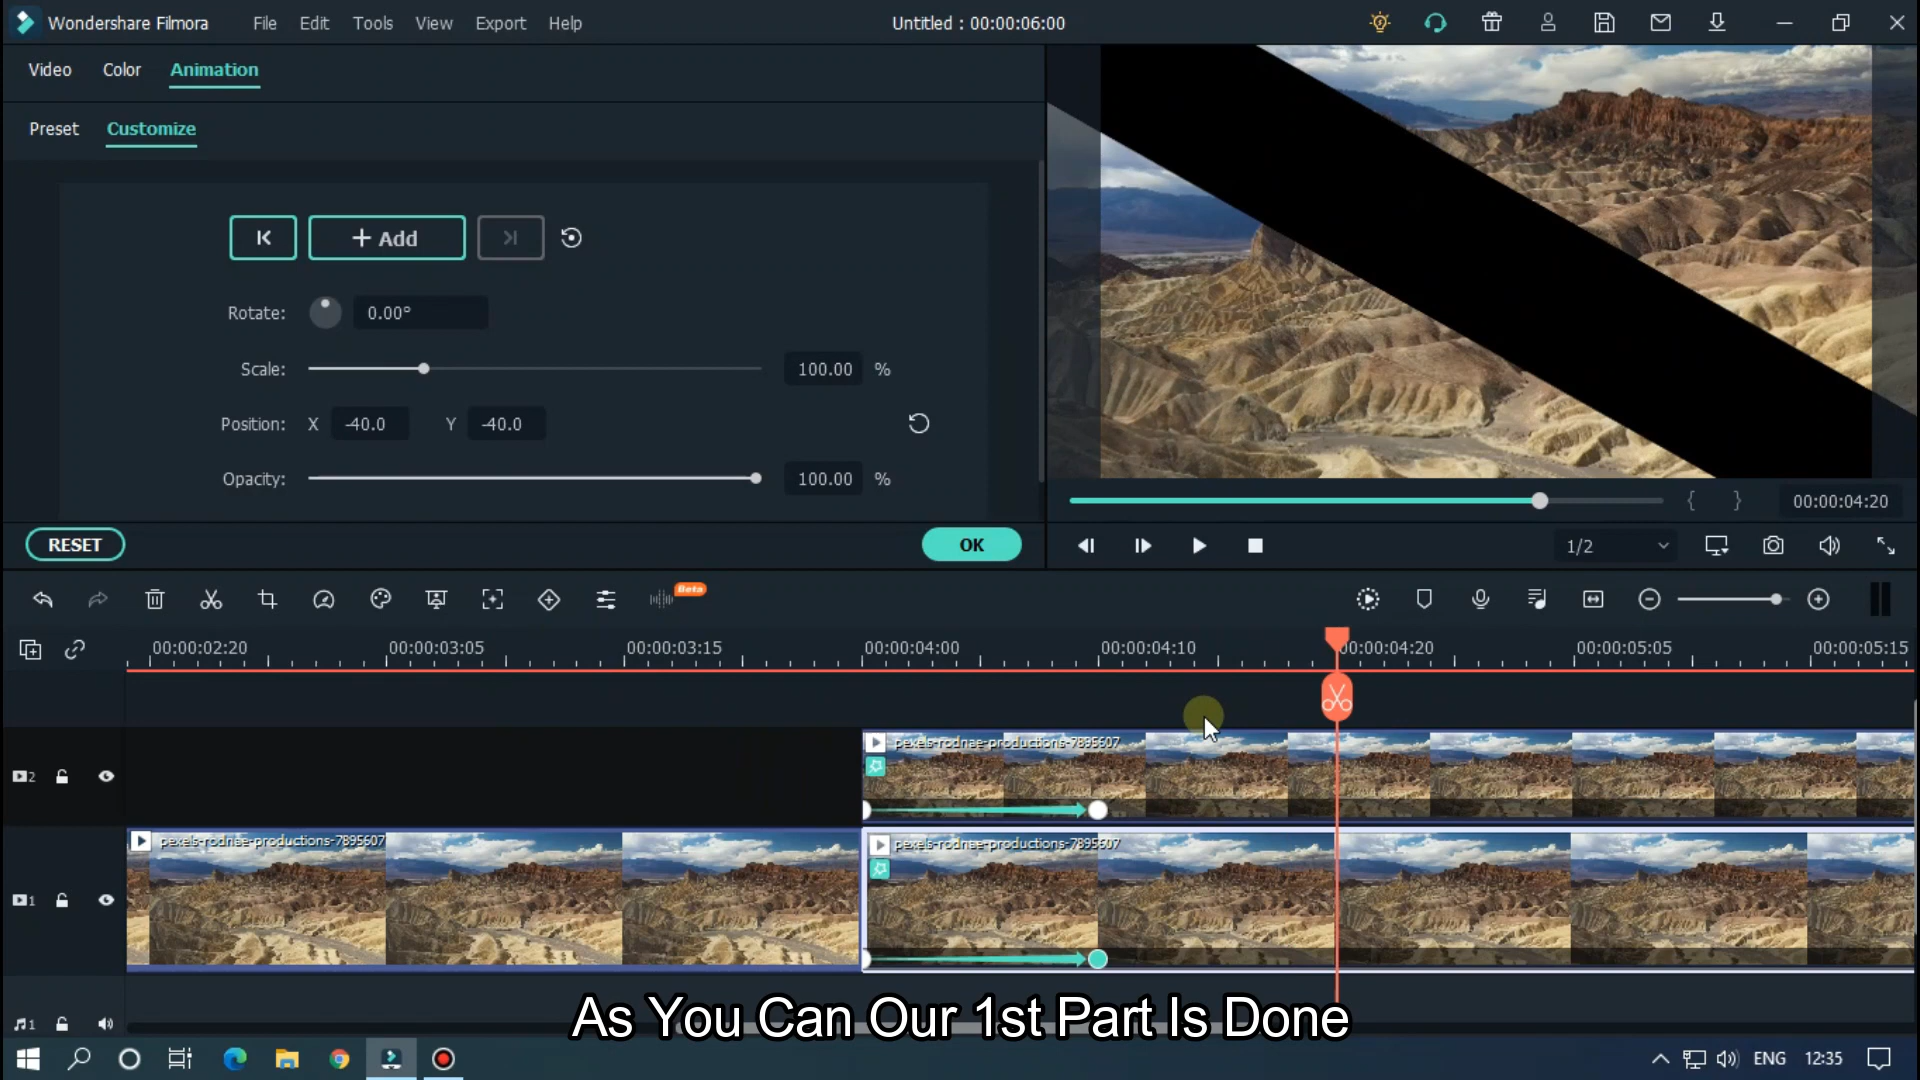 Wondershare Filmora File Edit Tools View Export Help Untitled : 00:00:06:00
Video Color Animation
Preset Customize
+ Add
Rotate: 0.00°
Scale: 100.00 %
Position: X -40.0 Y -40.0
Opacity: 100.00 %
{ } 00:00:04:20
RESET OK
1/2
Beta
00:00:02:20 00:00:03:05 00:00:03:15 00:00:04:00 00:00:04:10 00:00:04:20 00:00:05:05 00:00:05:15
pexels-rodnae-productions-7895607
2
pexels-rodnae-productions-7895607 pexels-rodnae-productions-7895607
1
As You Can Our 1st Part Is Done
1
ENG 12:35